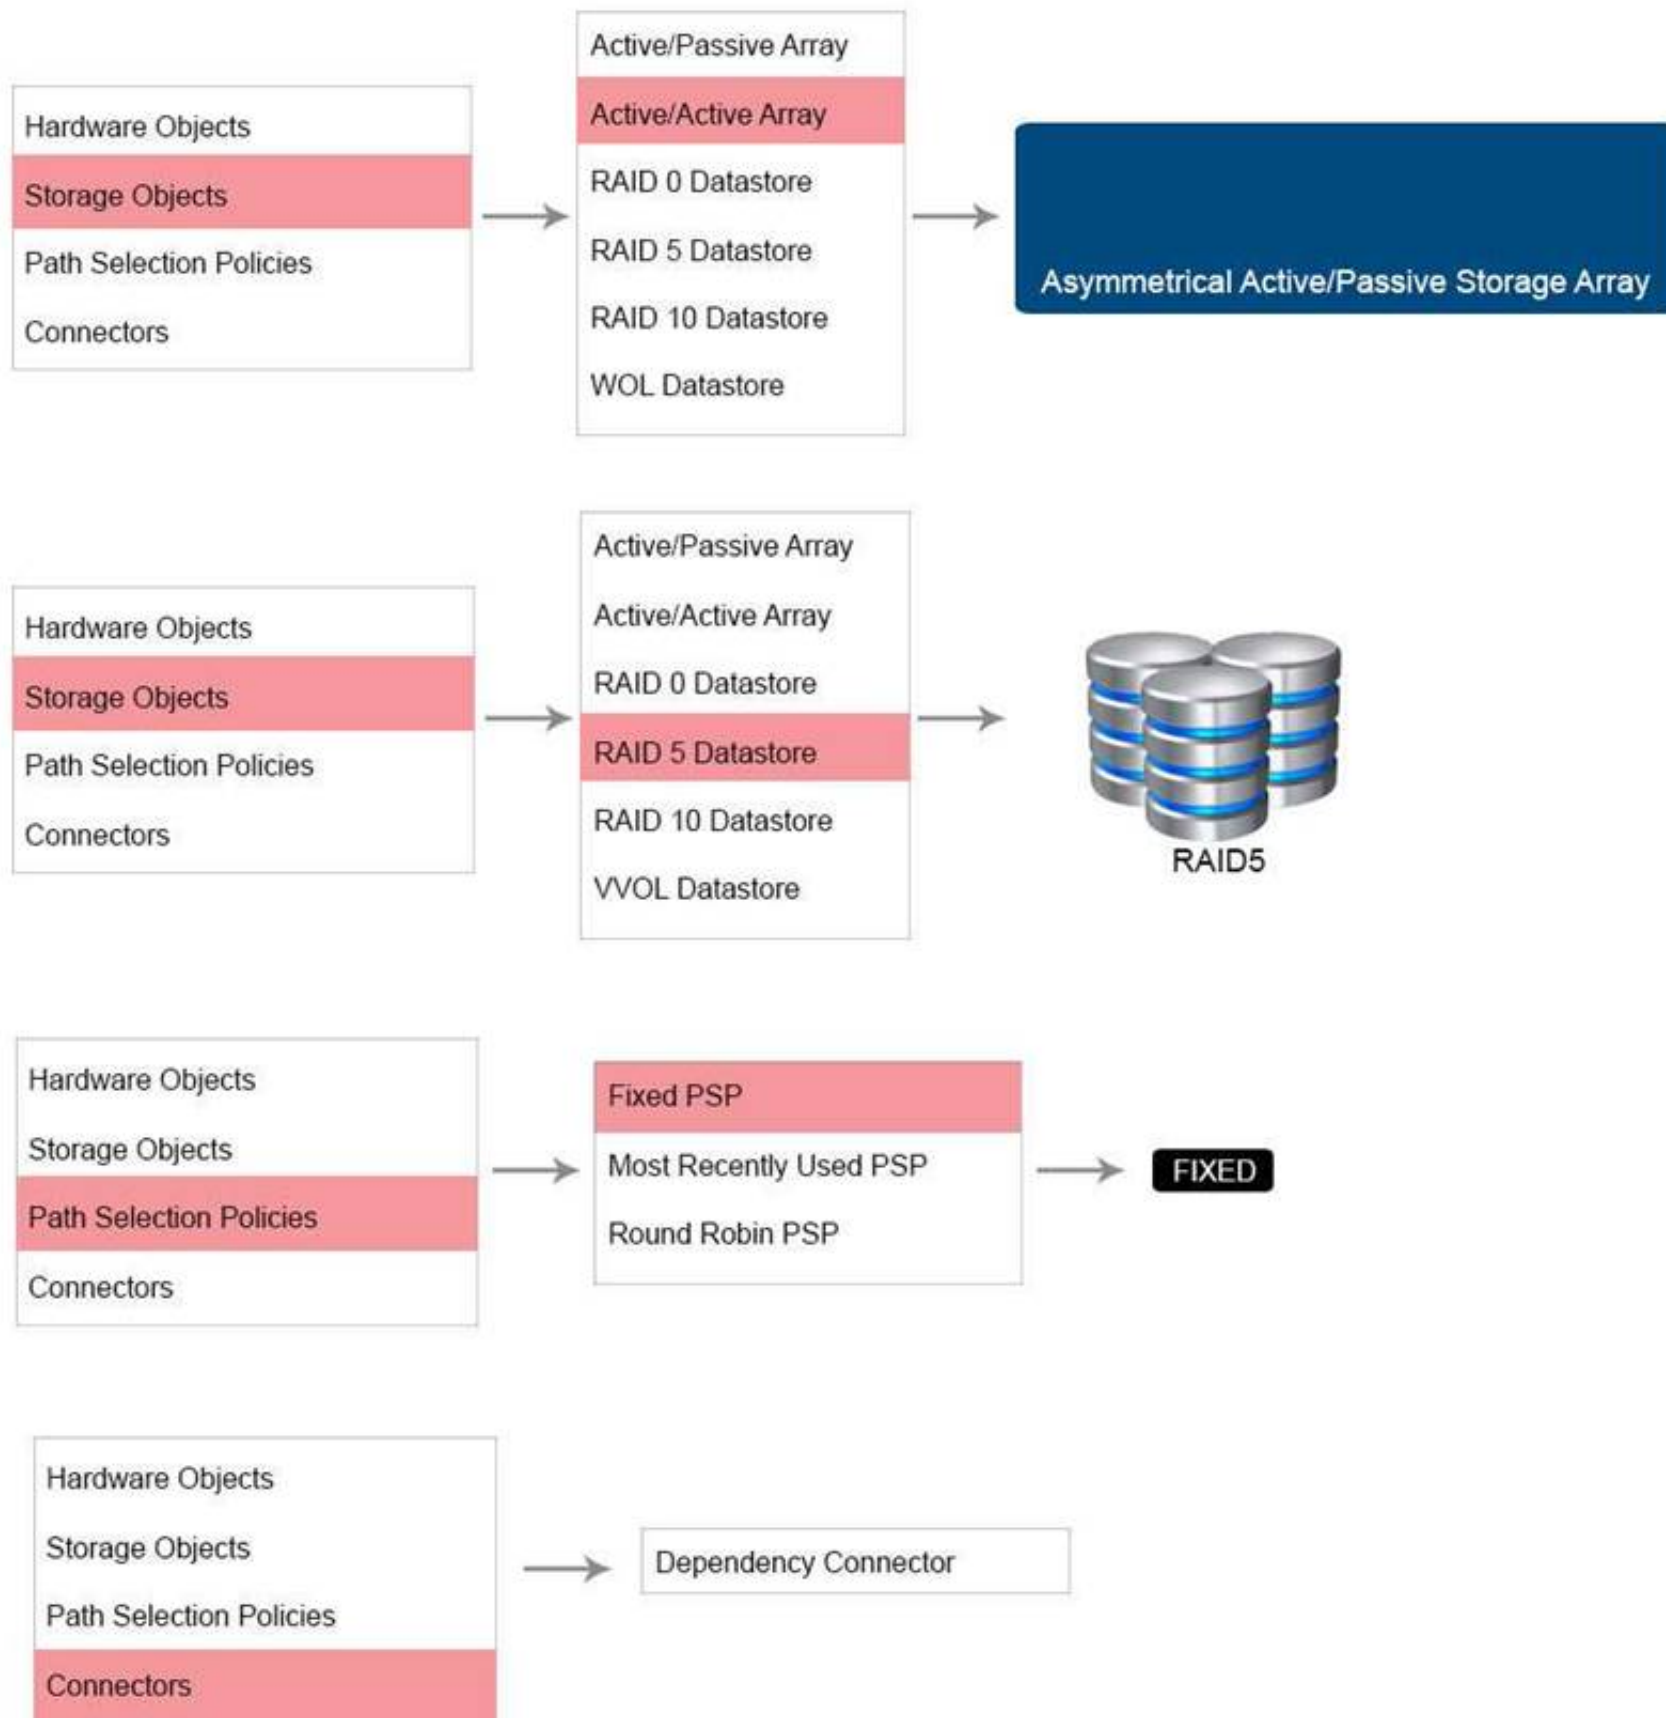 Hardware Objects
Storage Objects
Path Selection Policies
Connectors
Active/Passive Array
Active/Active Array
RAID 0 Datastore
RAID 5 Datastore
RAID 10 Datastore
WOL Datastore
Asymmetrical Active/Passive Storage Array
Hardware Objects
Storage Objects
Path Selection Policies
Connectors
Active/Passive Array
Active/Active Array
RAID 0 Datastore
RAID 5 Datastore
RAID 10 Datastore
VVOL Datastore
RAID5
Hardware Objects
Storage Objects
Path Selection Policies
Connectors
Fixed PSP
Most Recently Used PSP
Round Robin PSP
FIXED
Hardware Objects
Storage Objects
Path Selection Policies
Connectors
Dependency Connector